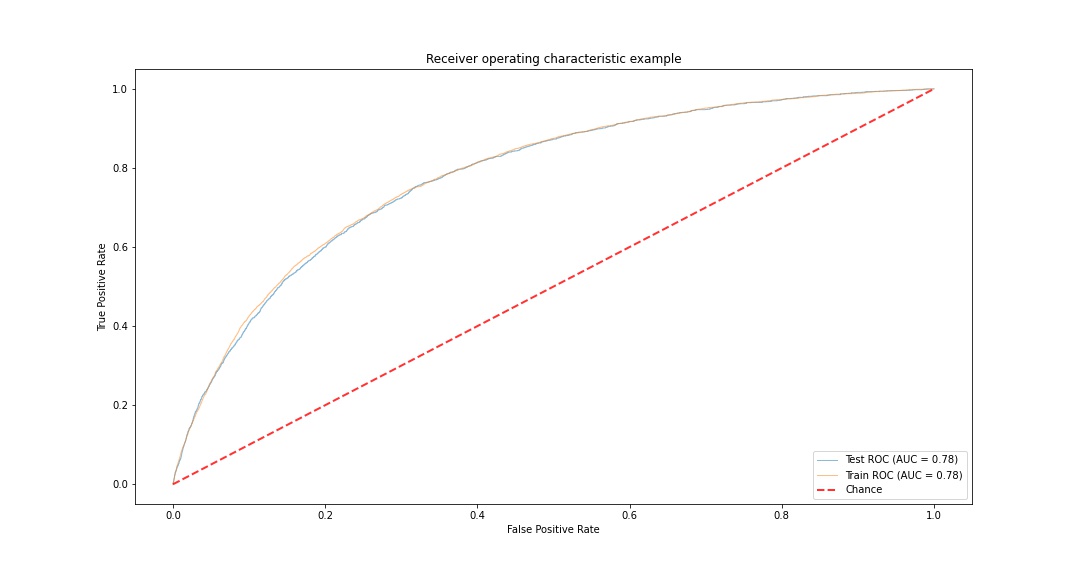 Receiver operating characteristic example
1.0
0.8
0.6
0.4
0.2
0.0
True Positive Rate
0.0 0.2 0.4 0.6 0.8 1.0
False Positive Rate
Test ROC (AUC = 0.78)
Train ROC (AUC = 0.78)
Chance